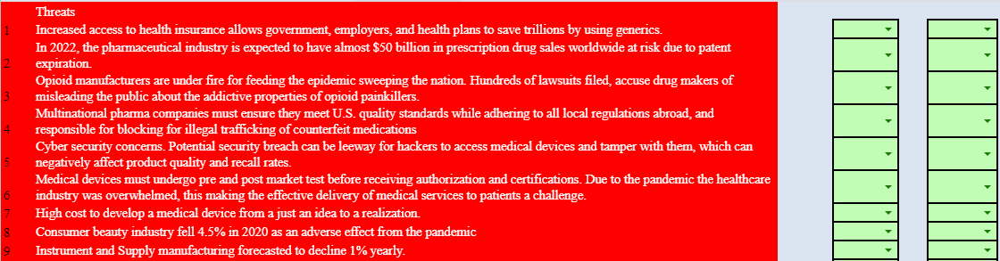 Threats
1 Increased access to health insurance allows government, employers, and health plans to save trillions by using generics.
In 2022, the pharmaceutical industry is expected to have almost $50 billion in prescription drug sales worldwide at risk due to patent
2 expiration.
Opioid manufacturers are under fire for feeding the epidemic sweeping the nation. Hundreds of lawsuits filed, accuse drug makers of
3 misleading the public about the addictive properties of opioid painkillers.
Multinational pharma companies must ensure they meet U.S. quality standards while adhering to all local regulations abroad, and
4 responsible for blocking for illegal trafficking of counterfeit medications
Cyber security concerns. Potential security breach can be leeway for hackers to access medical devices and tamper with them, which can
5 negatively affect product quality and recall rates.
Medical devices must undergo pre and post market test before receiving authorization and certifications. Due to the pandemic the healthcare
6 industry was overwhelmed, this making the effective delivery of medical services to patients a challenge.
7 High cost to develop a medical device from a just an idea to a realization.
8 Consumer beauty industry fell 4.5% in 2020 as an adverse effect from the pandemic
9 Instrument and Supply manufacturing forecasted to decline 1% yearly.